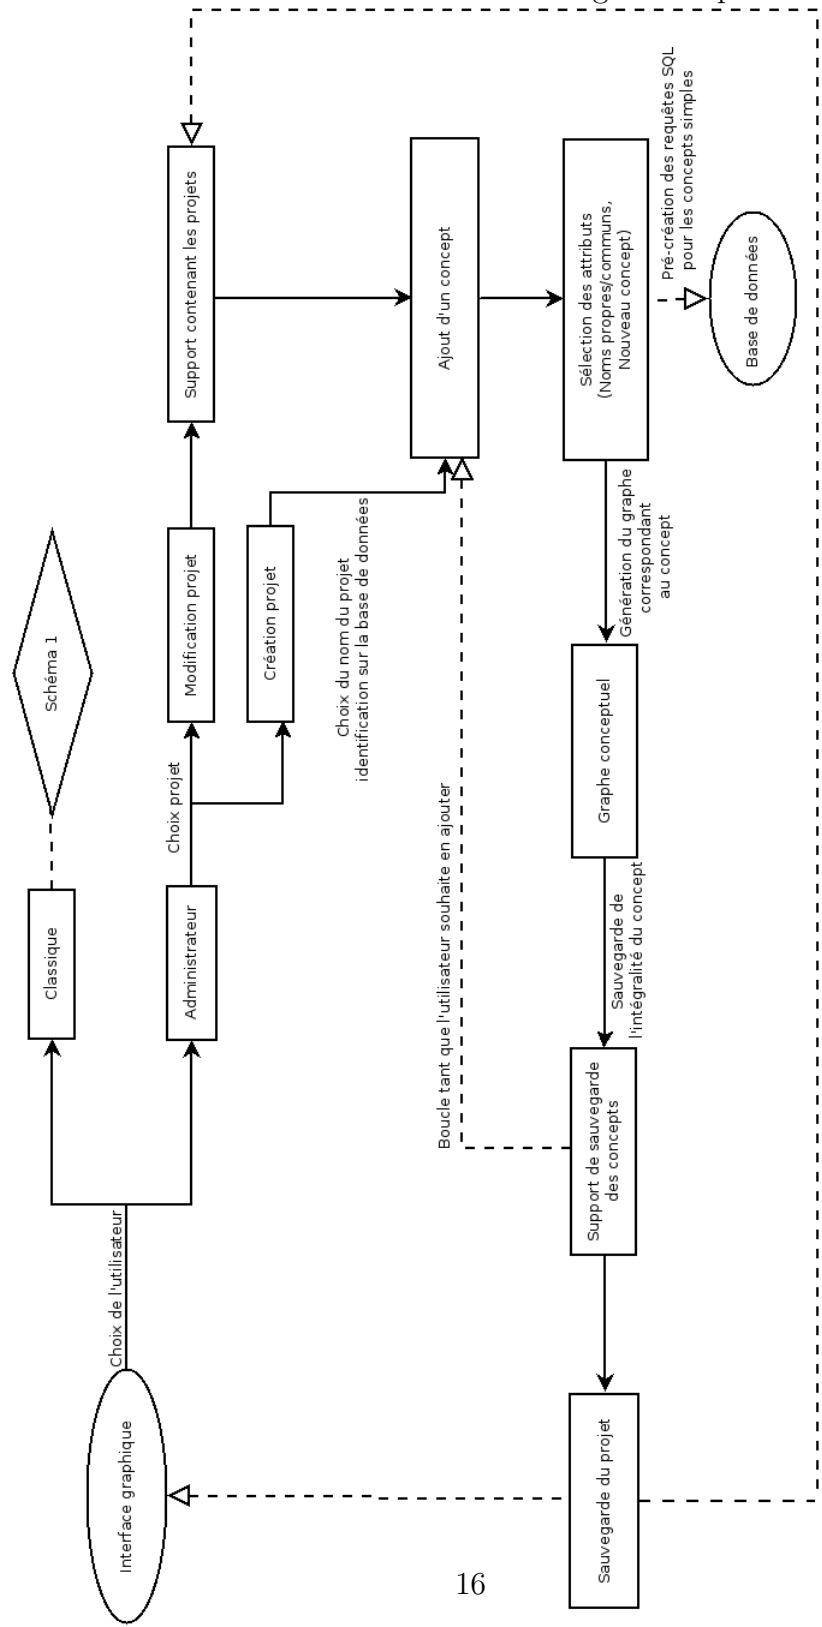 Interface graphique
Choix de l'utilisateur
Classique
Schéma 1
Administrateur
Choix projet
Modification projet
Support contenant les projets
Création projet
Choix du nom du projet
identification sur la base de données
Ajout d'un concept
Sélection des attributs
(Noms propres/communs,
Nouveau concept)
Pré-création des requêtes SQL
pour les concepts simples
Base de données
Génération du graphe
correspondant
au concept
Graphe conceptuel
Sauvegarde de
l'intégralité du concept
Support de sauvegarde
des concepts
Boucle tant que l'utilisateur souhaite en ajouter
Sauvegarde du projet
16